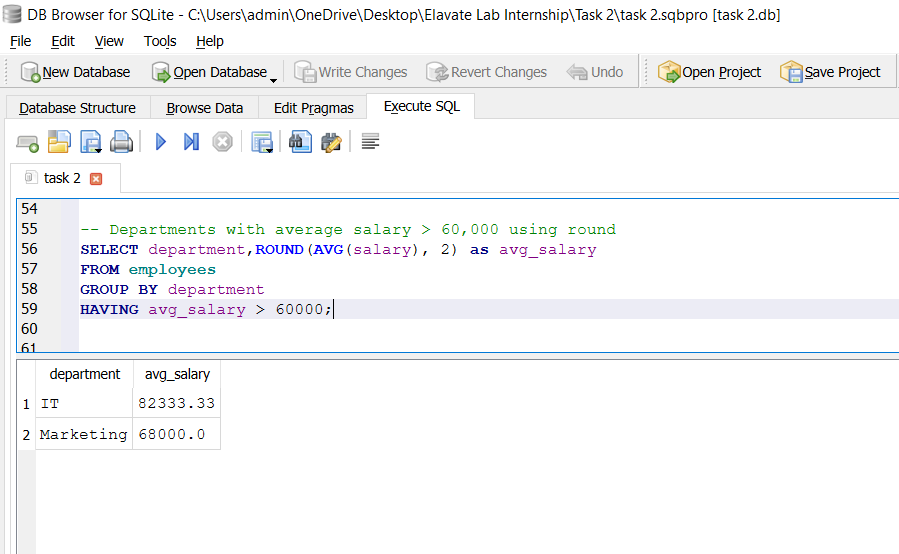 DB Browser for SQLite - C:\Users\admin\OneDrive\Desktop\Elavate Lab Internship\Task 2\task 2.sqbpro [task 2.db]
File Edit View Tools Help
New Database Open Database Write Changes Revert Changes Undo Open Project Save Project
Database Structure Browse Data Edit Pragmas Execute SQL
task 2
54
55 -- Departments with average salary > 60,000 using round
56 SELECT department,ROUND(AVG(salary), 2) as avg_salary
57 FROM employees
58 GROUP BY department
59 HAVING avg_salary > 60000;
60
61
department avg_salary
1 IT 82333.33
2 Marketing 68000.0